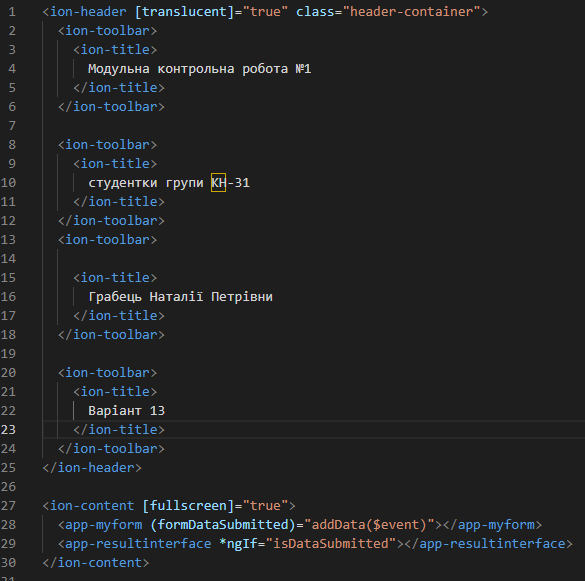 1 <ion-header [translucent]="true" class="header-container">
2 <ion-toolbar>
3 <ion-title>
4 Модульна контрольна робота №1
5 </ion-title>
6 </ion-toolbar>
7
8 <ion-toolbar>
9 <ion-title>
10 студентки групи КН-31
11 </ion-title>
12 </ion-toolbar>
13 <ion-toolbar>
14
15 <ion-title>
16 Грабець Наталії Петрівни
17 </ion-title>
18 </ion-toolbar>
19
20 <ion-toolbar>
21 <ion-title>
22 Варіант 13
23 </ion-title>
24 </ion-toolbar>
25 </ion-header>
26
27 <ion-content [fullscreen]="true">
28 <app-myform (formDataSubmitted)="addData($event)"></app-myform>
29 <app-resultinterface *ngIf="isDataSubmitted"></app-resultinterface>
30 </ion-content>